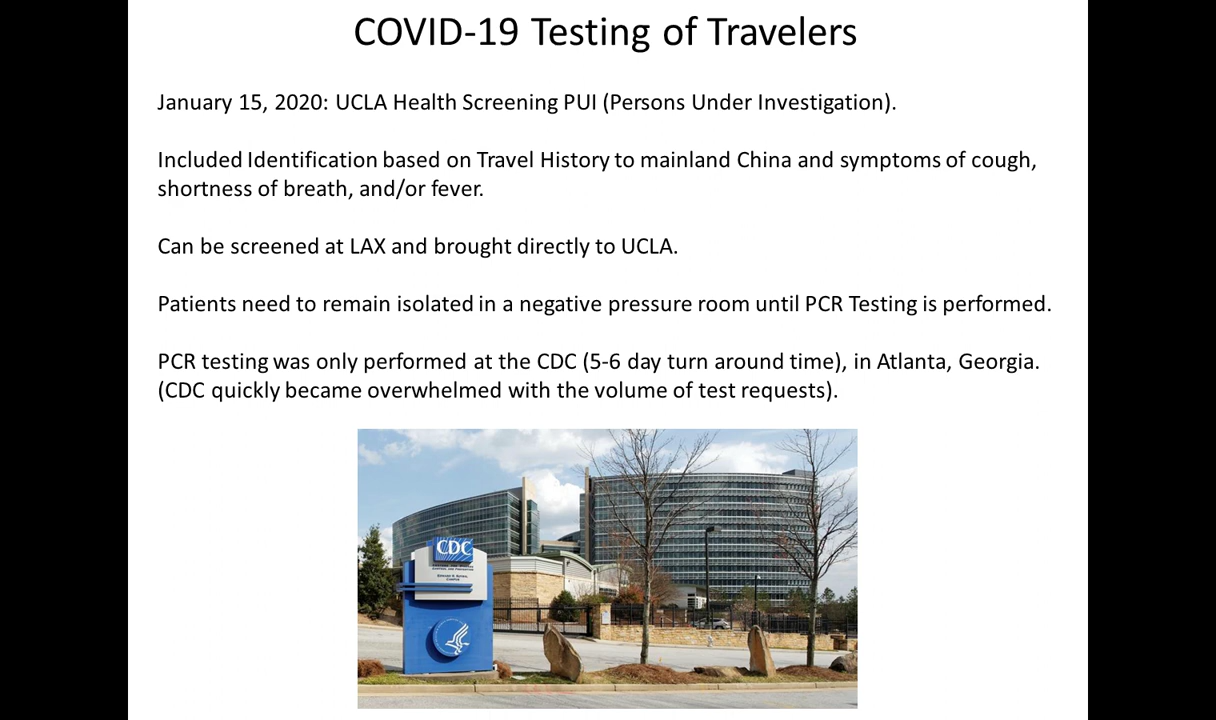 COVID-19 Testing of Travelers
January 15, 2020: UCLA Health Screening PUI (Persons Under Investigation).
Included Identification based on Travel History to mainland China and symptoms of cough,
shortness of breath, and/or fever.
Can be screened at LAX and brought directly to UCLA.
Patients need to remain isolated in a negative pressure room until PCR Testing is performed.
PCR testing was only performed at the CDC (5-6 day turn around time), in Atlanta, Georgia.
(CDC quickly became overwhelmed with the volume of test requests).
CDC